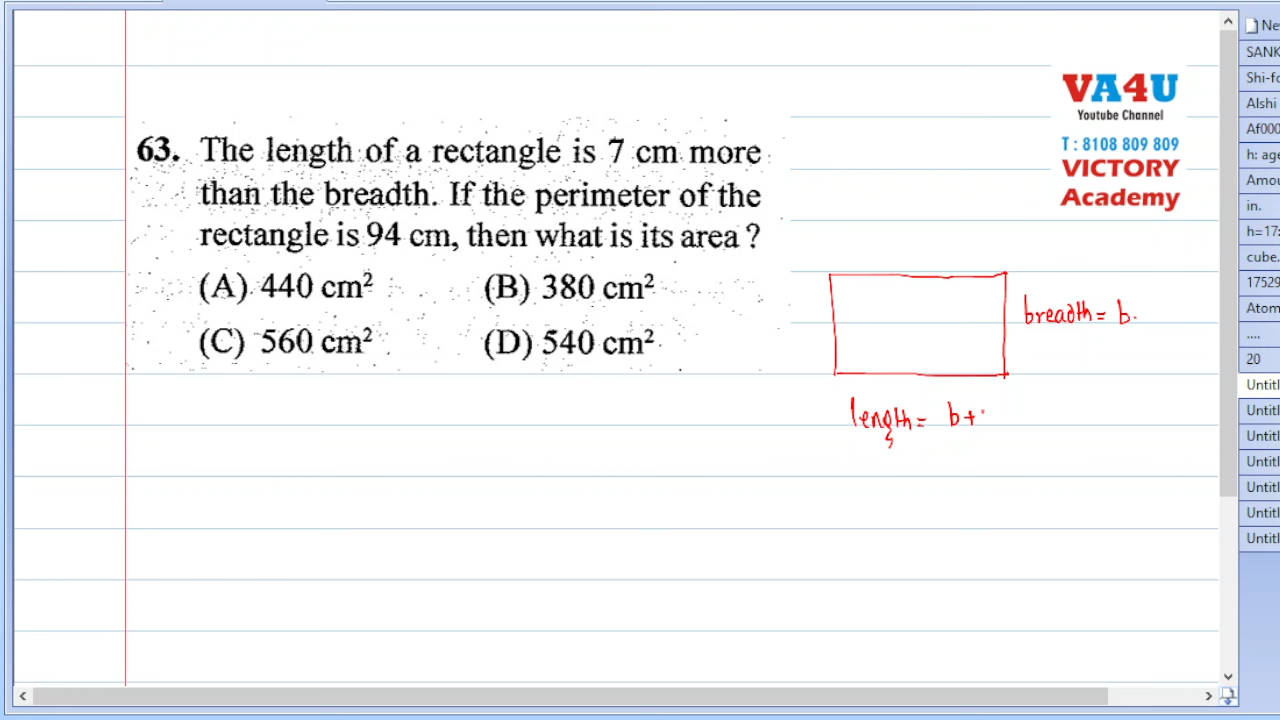 VA4U
Youtube Channel
T : 8108 809 809
VICTORY
Academy
63. The length of a rectangle is 7 cm more
than the breadth. If the perimeter of the
rectangle is 94 cm, then what is its area ?
(A) 440 cm² (B) 380 cm²
(C) 560 cm² (D) 540 cm²
breadth = b.
length = b+
Ne
SANK
Shi-fo
Alshi
Af000
h: age
Amou
in.
h=17:
cube.
17529
Atom
....
20
Untitl
Untitl
Untitl
Untitl
Untitl
Untitl
Untitl